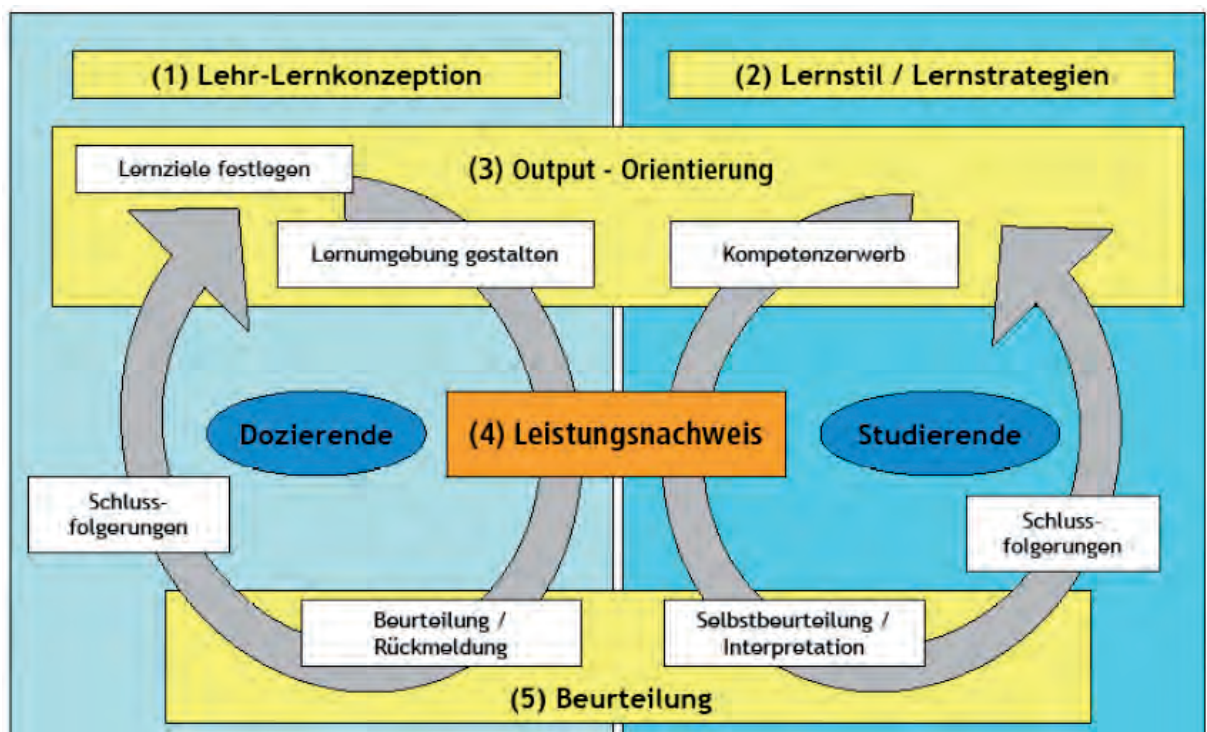 (1) Lehr-Lernkonzeption
(2) Lernstil / Lernstrategien
(3) Output - Orientierung
Lernziele festlegen
Lernumgebung gestalten
Kompetenzerwerb
Dozierende
(4) Leistungsnachweis
Studierende
Schluss-
folgerungen
Schluss-
folgerungen
Beurteilung /
Rückmeldung
Selbstbeurteilung /
Interpretation
(5) Beurteilung